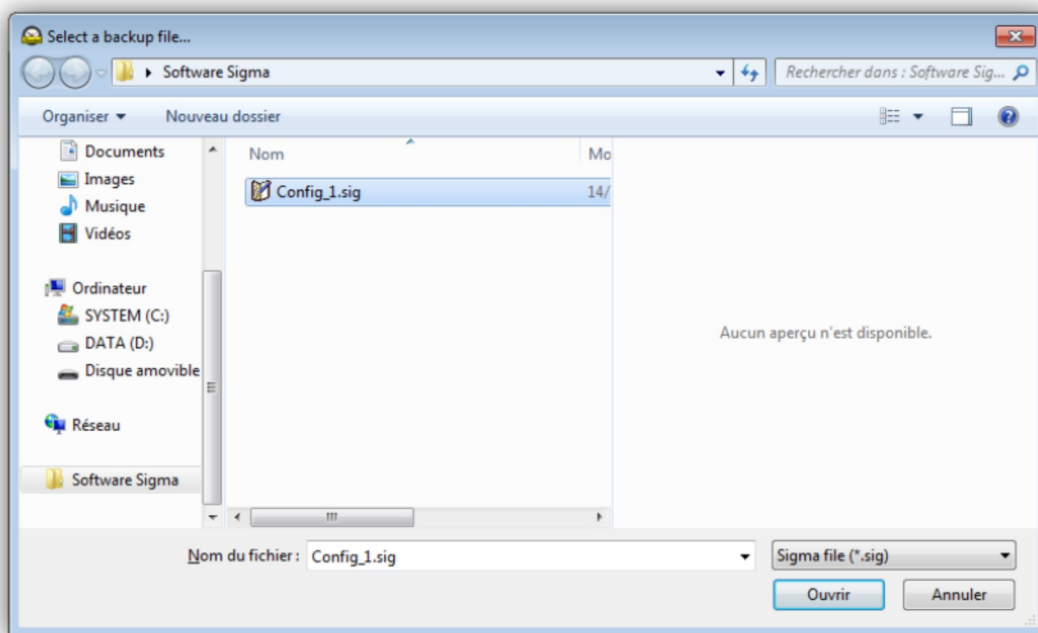 Select a backup file...
Software Sigma
Rechercher dans : Software Sig...
Organiser
Nouveau dossier
Documents
Images
Musique
Vidéos
Ordinateur
SYSTEM (C:)
DATA (D:)
Disque amovible
Réseau
Software Sigma
Nom
Mo
Config_1.sig
14/
Aucun aperçu n'est disponible.
Nom du fichier : Config_1.sig
Sigma file (*.sig)
Ouvrir
Annuler